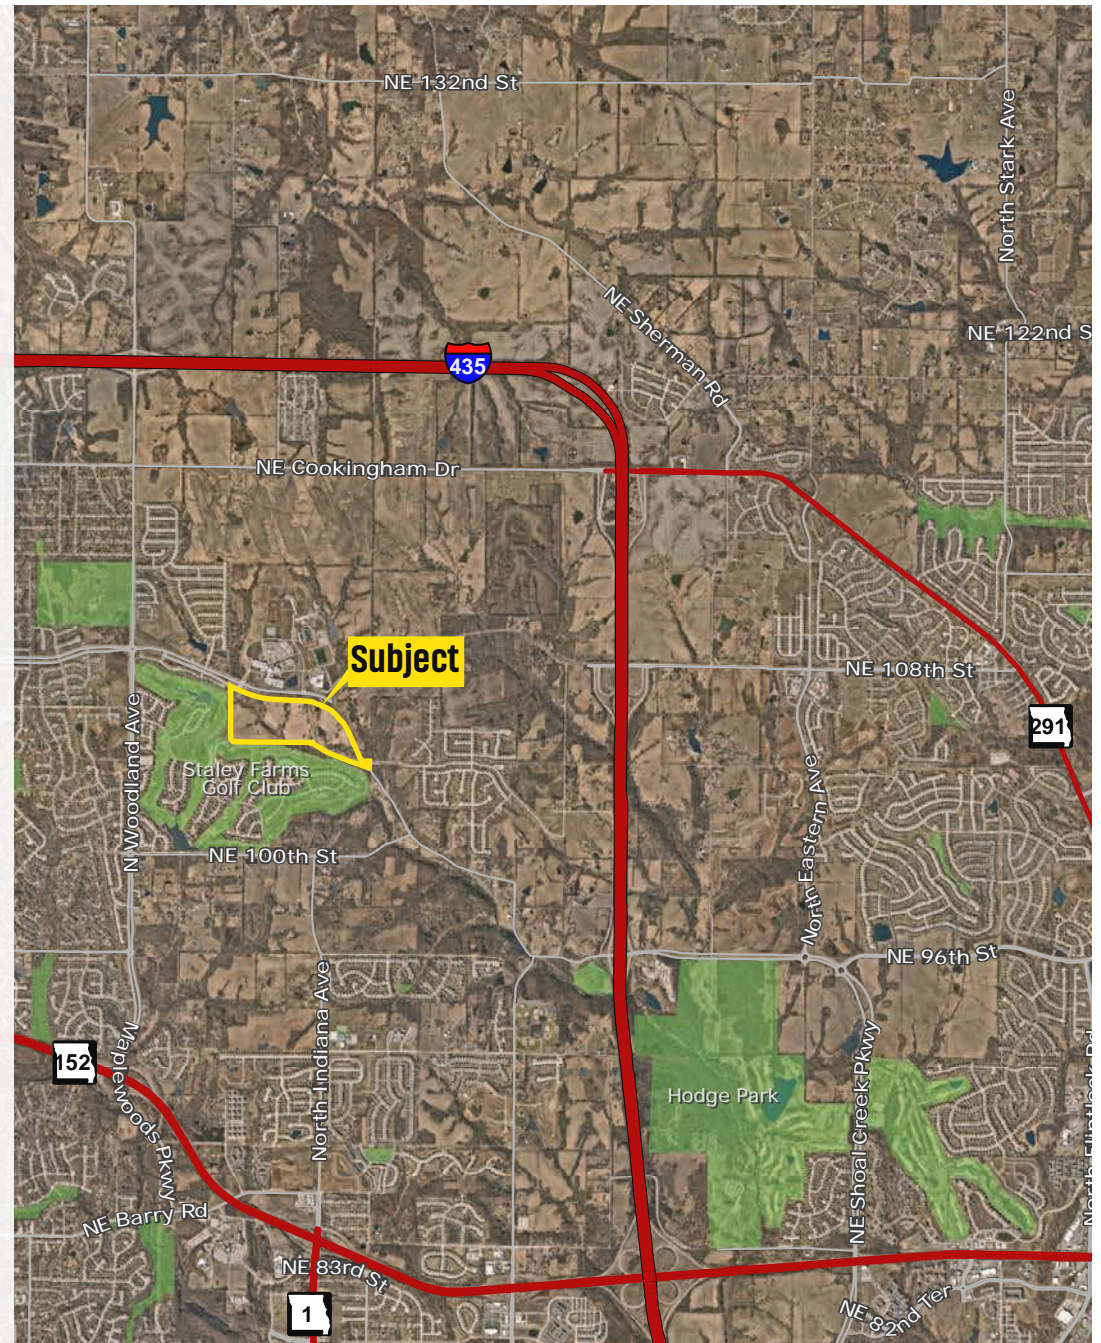 NE 132nd St
North Stark Ave
NE Sherman Rd
NE 122nd S
435
NE Cookingham Dr
Subject
NE 108th St
291
N Woodland Ave
Staley Farms
Golf Club
North Eastern Ave
NE 100th St
NE 96th St
North Indiana Ave
152
Maplewoods Pkwy
Hodge Park
NE Shoal Creek Pkwy
North Flintlock Rd
NE Barry Rd
NE 83rd St
1
NE 82nd Ter